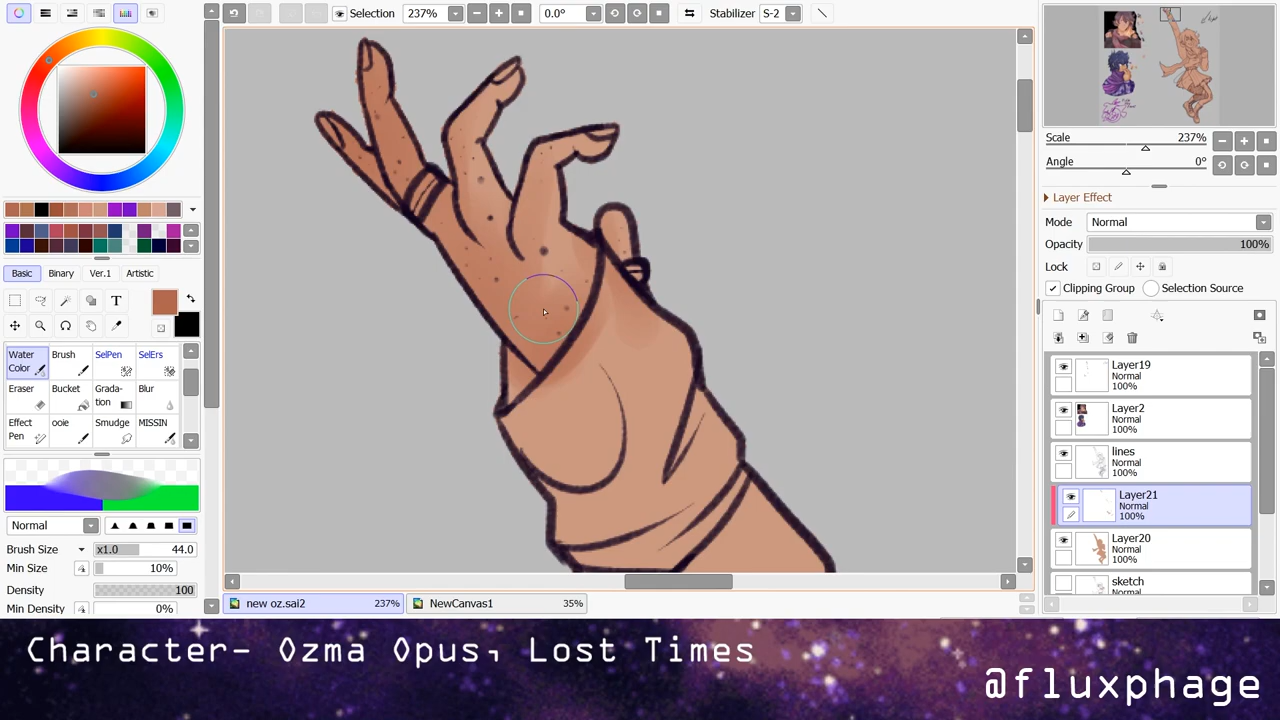 Selection 237% 0.0° Stabilizer S-2
Scale 237%
Angle 0°
Layer Effect
Mode Normal
Opacity 100%
Lock
Clipping Group Selection Source
Basic Binary Ver.1 Artistic
T
Water Color Brush SelPen SelErs
Eraser Bucket Gradation Blur
Effect Pen ooie Smudge MISSIN
Normal
Brush Size x1.0 44.0
Min Size 10%
Density 100
Min Density 0%
Layer19
Normal
100%
Layer2
Normal
100%
lines
Normal
100%
Layer21
Normal
100%
Layer20
Normal
100%
sketch
Normal
new oz.sai2 237% NewCanvas1 35%
Character- Ozma Opus, Lost Times
@fluxphage